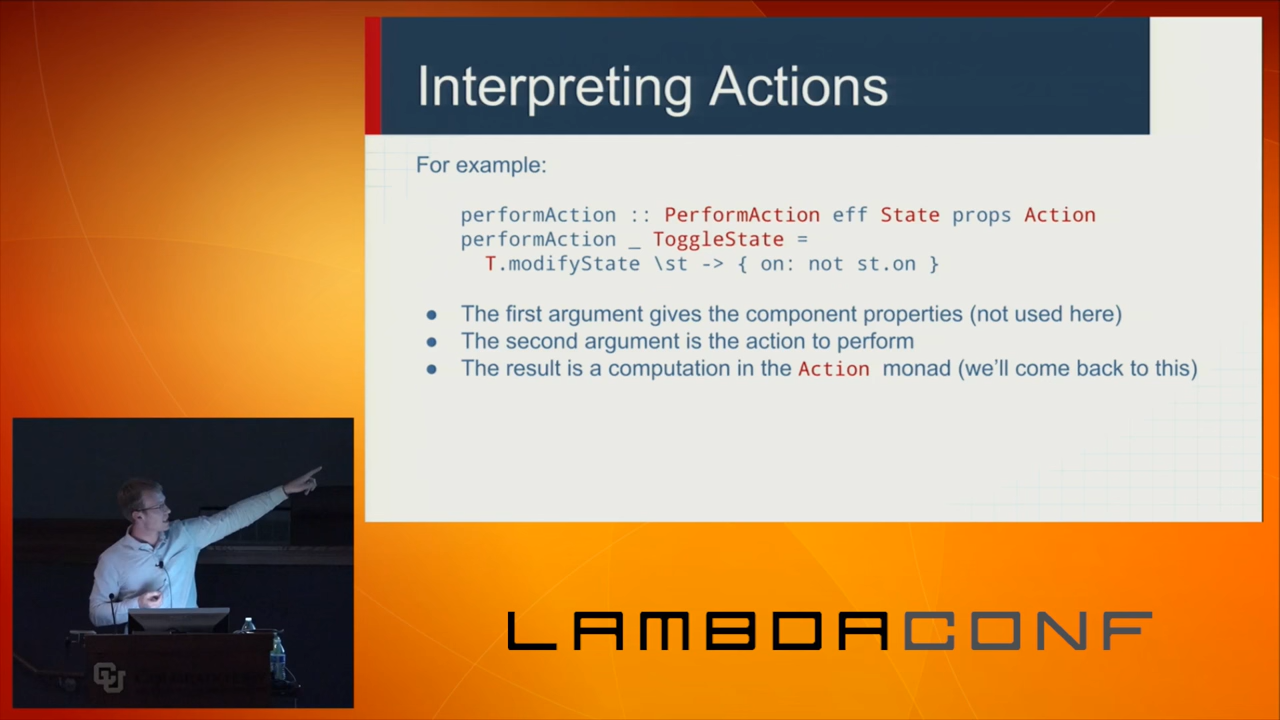 Interpreting Actions
For example:
performAction :: PerformAction eff State props Action
performAction _ ToggleState =
T.modifyState \st -> { on: not st.on }
● The first argument gives the component properties (not used here)
● The second argument is the action to perform
● The result is a computation in the Action monad (we'll come back to this)
LAMBDACONF
CU